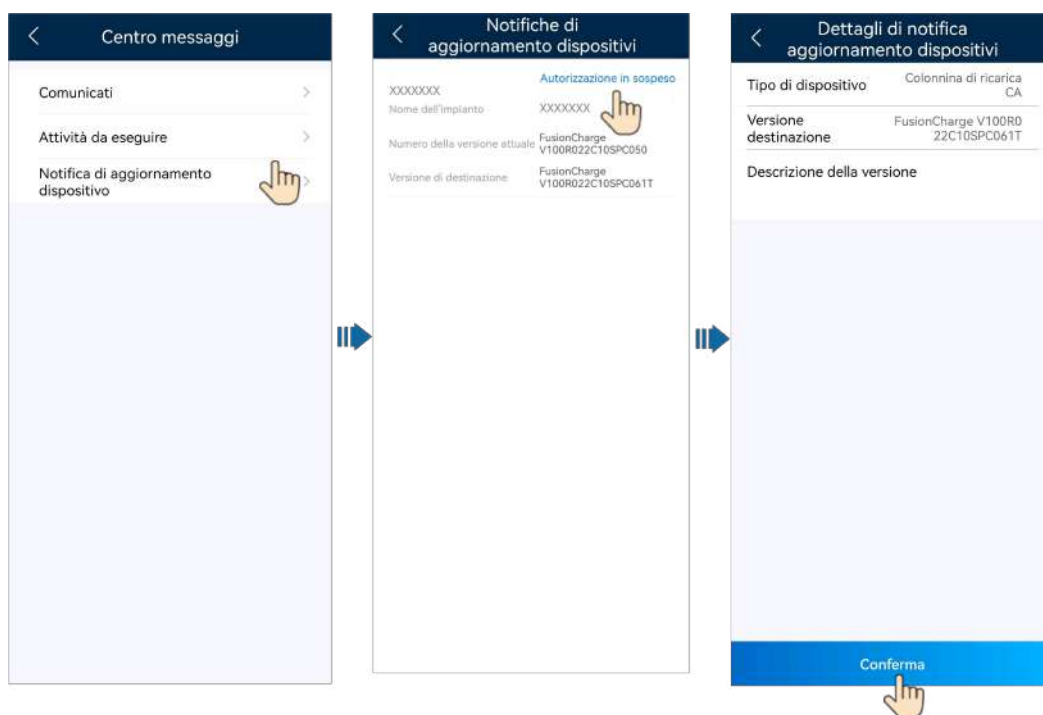 Centro messaggi
Comunicati
Attività da eseguire
Notifica di aggiornamento
dispositivo
Notifiche di
aggiornamento dispositivi
Autorizzazione in sospeso
XXXXXXX
Nome dell'impianto XXXXXXX
Numero della versione attuale FusionCharge
V100R022C10SPC050
Versione di destinazione FusionCharge
V100R022C10SPC061T
Dettagli di notifica
aggiornamento dispositivi
Tipo di dispositivo Colonnina di ricarica
CA
Versione
destinazione
FusionCharge V100R0
22C10SPC061T
Descrizione della versione
Conferma